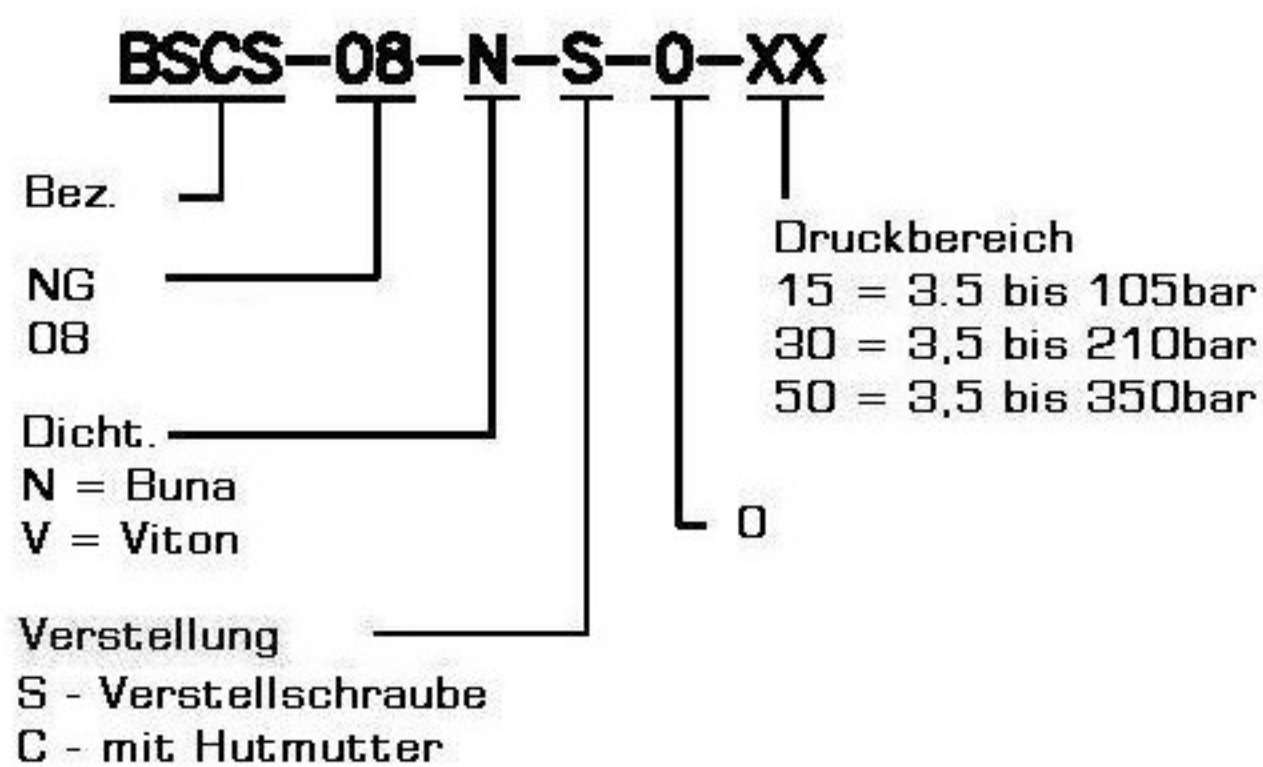 BSCS-08-N-S-0-XX
Bez.
NG
08
Dicht.
N = Buna
V = Viton
Verstellung
S - Verstellschraube
C - mit Hutmutter
Druckbereich
15 = 3.5 bis 105bar
30 = 3,5 bis 210bar
50 = 3,5 bis 350bar
0